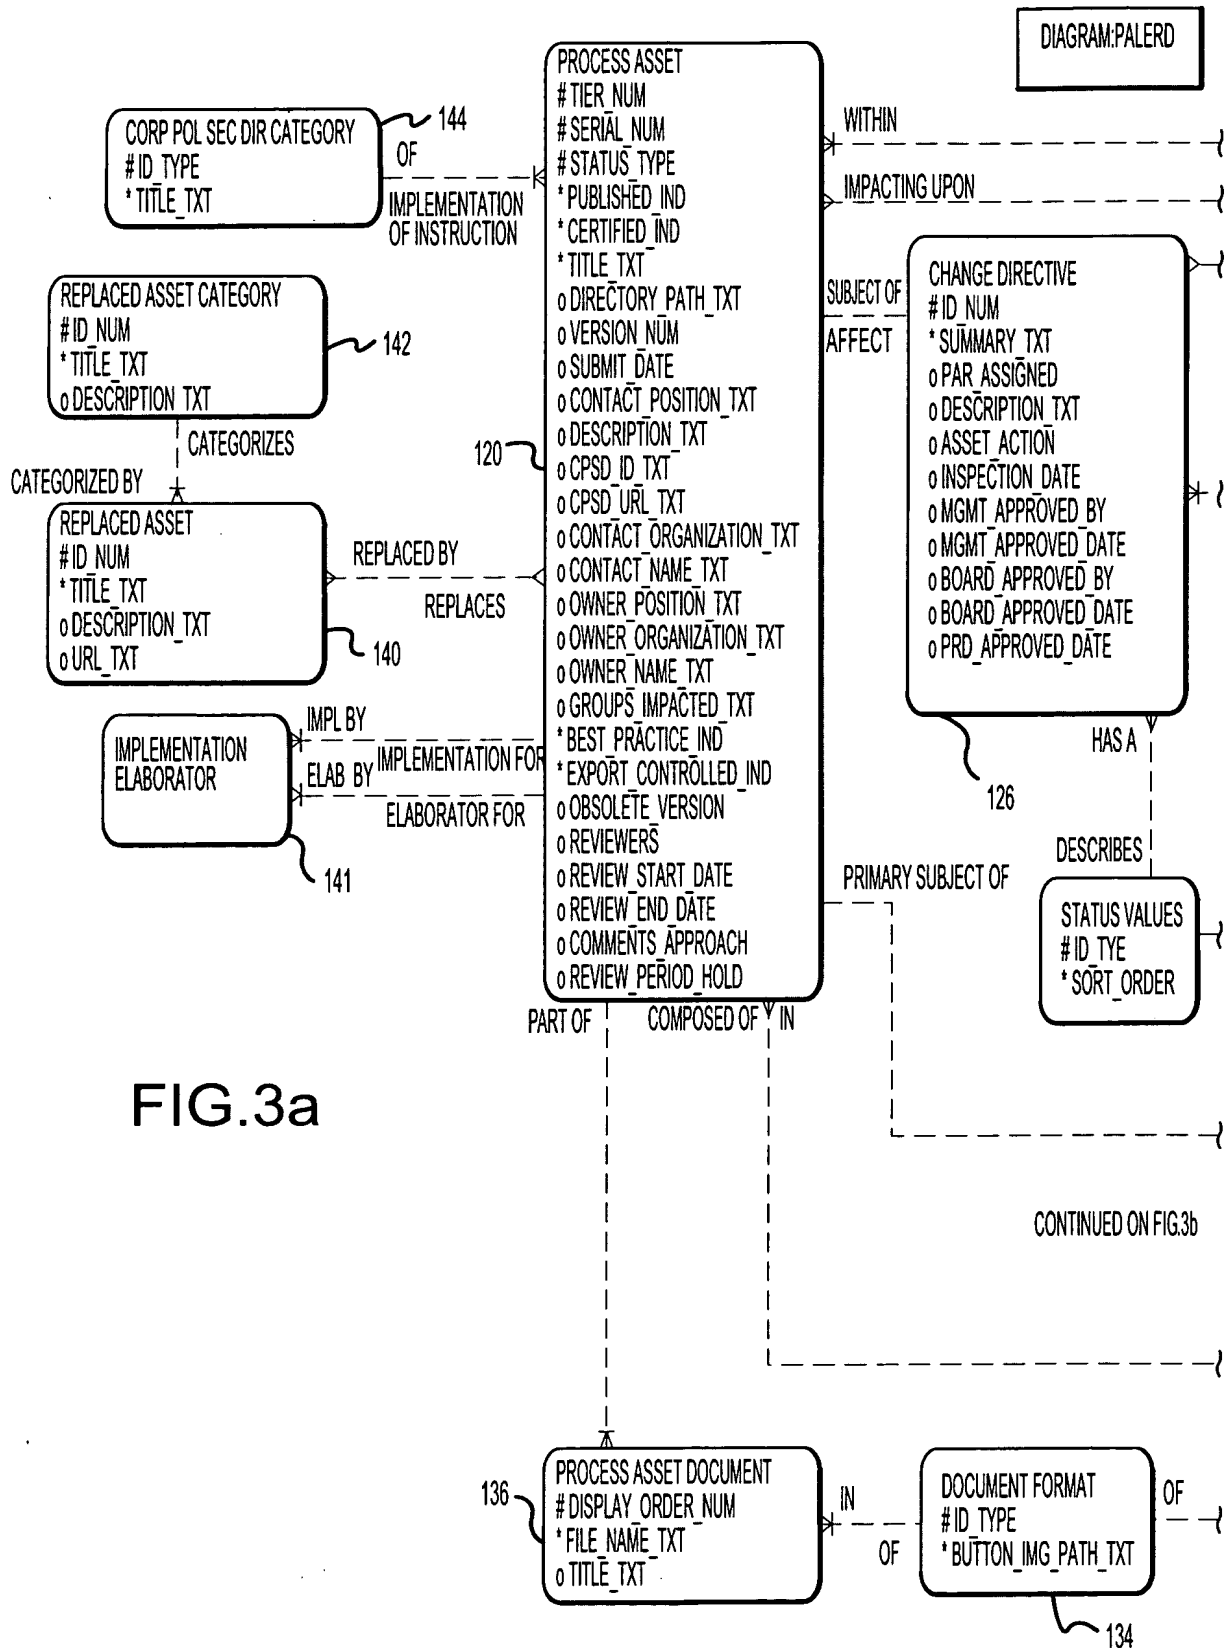 DIAGRAM:PALERD
PROCESS ASSET
# TIER_NUM
# SERIAL_NUM
# STATUS_TYPE
* PUBLISHED_IND
* CERTIFIED_IND
* TITLE_TXT
o DIRECTORY_PATH_TXT
o VERSION_NUM
o SUBMIT_DATE
o CONTACT_POSITION_TXT
o DESCRIPTION_TXT
o CPSD_ID_TXT
o CPSD_URL_TXT
o CONTACT_ORGANIZATION_TXT
o CONTACT_NAME_TXT
o OWNER_POSITION_TXT
o OWNER_ORGANIZATION_TXT
o OWNER_NAME_TXT
o GROUPS_IMPACTED_TXT
* BEST_PRACTICE_IND
* EXPORT_CONTROLLED_IND
o OBSOLETE_VERSION
o REVIEWERS
o REVIEW_START_DATE
o REVIEW_END_DATE
o COMMENTS_APPROACH
o REVIEW_PERIOD_HOLD
120
144
CORP POL SEC DIR CATEGORY
# ID_TYPE
* TITLE_TXT
OF
IMPLEMENTATION
OF INSTRUCTION
REPLACED ASSET CATEGORY
# ID_NUM
* TITLE_TXT
o DESCRIPTION_TXT
142
CATEGORIZES
CATEGORIZED BY
REPLACED ASSET
# ID_NUM
* TITLE_TXT
o DESCRIPTION_TXT
o URL_TXT
140
REPLACED BY
REPLACES
IMPLEMENTATION
ELABORATOR
141
IMPL BY
IMPLEMENTATION FOR
ELAB BY
ELABORATOR FOR
WITHIN
IMPACTING UPON
SUBJECT OF
AFFECT
CHANGE DIRECTIVE
# ID_NUM
* SUMMARY_TXT
o PAR_ASSIGNED
o DESCRIPTION_TXT
o ASSET_ACTION
o INSPECTION_DATE
o MGMT_APPROVED_BY
o MGMT_APPROVED_DATE
o BOARD_APPROVED_BY
o BOARD_APPROVED_DATE
o PRD_APPROVED_DATE
126
HAS A
DESCRIBES
STATUS VALUES
# ID_TYE
* SORT_ORDER
PRIMARY SUBJECT OF
PART OF
COMPOSED OF
IN
FIG.3a
CONTINUED ON FIG.3b
136
PROCESS ASSET DOCUMENT
# DISPLAY_ORDER_NUM
* FILE_NAME_TXT
o TITLE_TXT
IN
OF
DOCUMENT FORMAT
# ID_TYPE
* BUTTON_IMG_PATH_TXT
134
OF